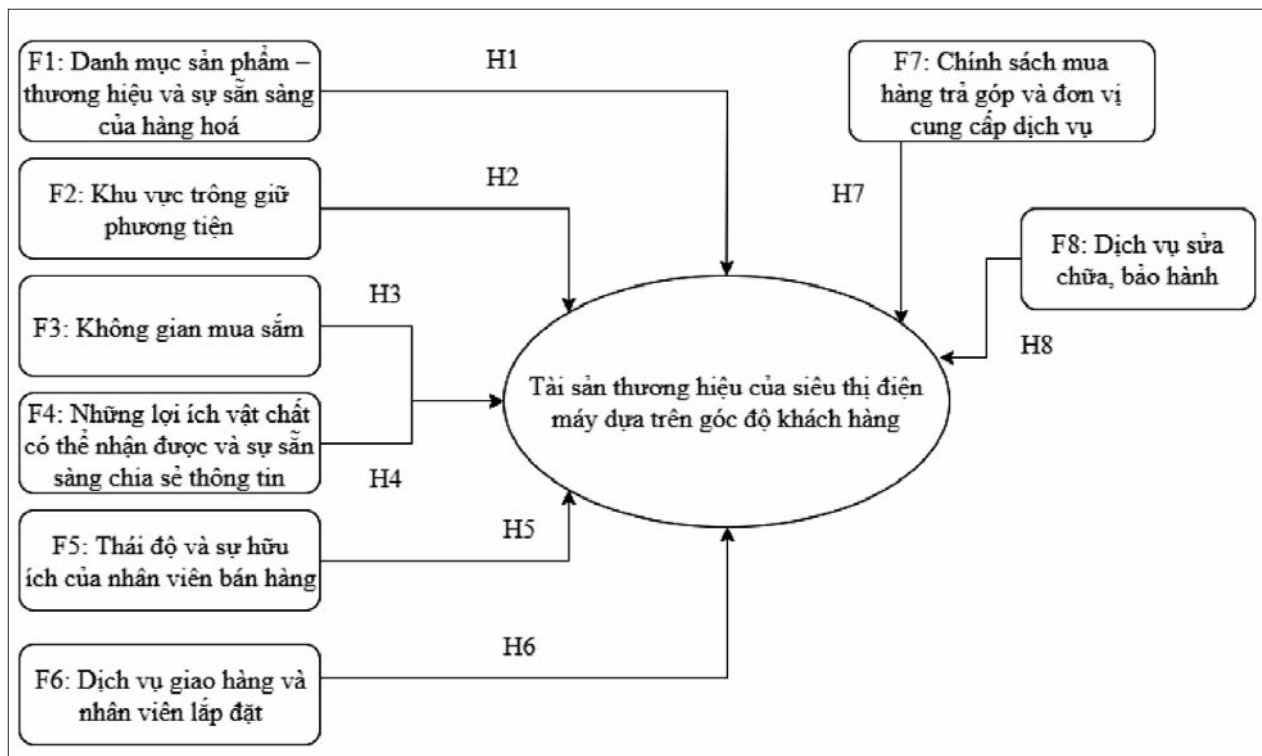 F1: Danh mục sản phẩm –
thương hiệu và sự sẵn sàng
của hàng hoá
H1
F7: Chính sách mua
hàng trả góp và đơn vị
cung cấp dịch vụ
F2: Khu vực trông giữ
phương tiện
H2
H7
F8: Dịch vụ sửa
chữa, bảo hành
H8
F3: Không gian mua sắm
H3
Tài sản thương hiệu của siêu thị điện
máy dựa trên góc độ khách hàng
F4: Những lợi ích vật chất
có thể nhận được và sự sẵn
sàng chia sẻ thông tin
H4
F5: Thái độ và sự hữu
ích của nhân viên bán hàng
H5
F6: Dịch vụ giao hàng và
nhân viên lắp đặt
H6